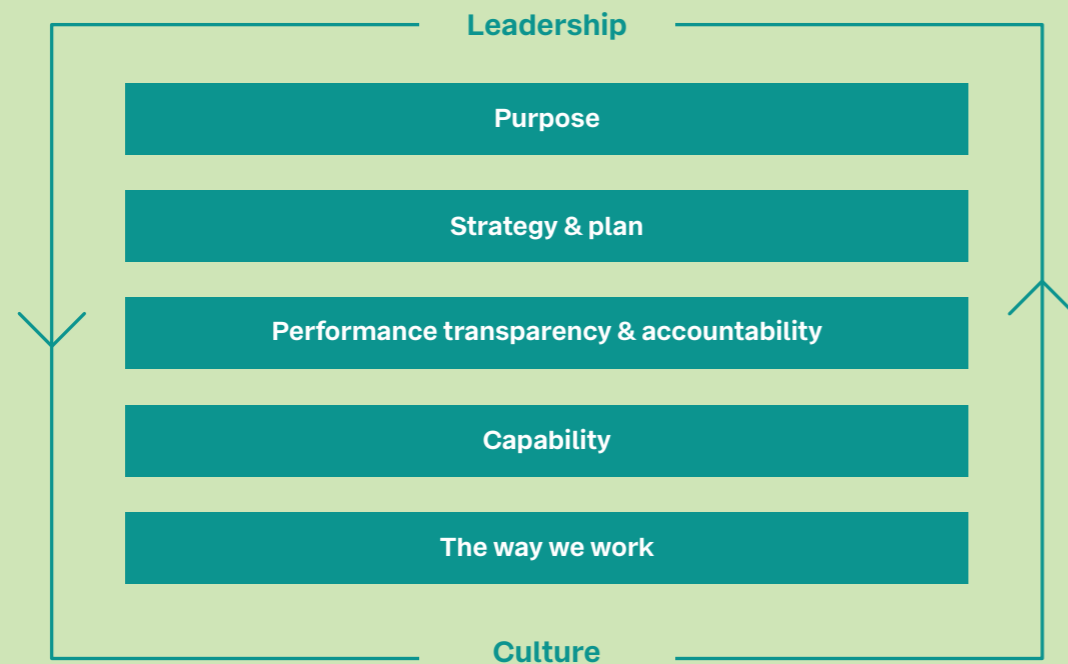 Leadership
Purpose
Strategy & plan
Performance transparency & accountability
Capability
The way we work
Culture